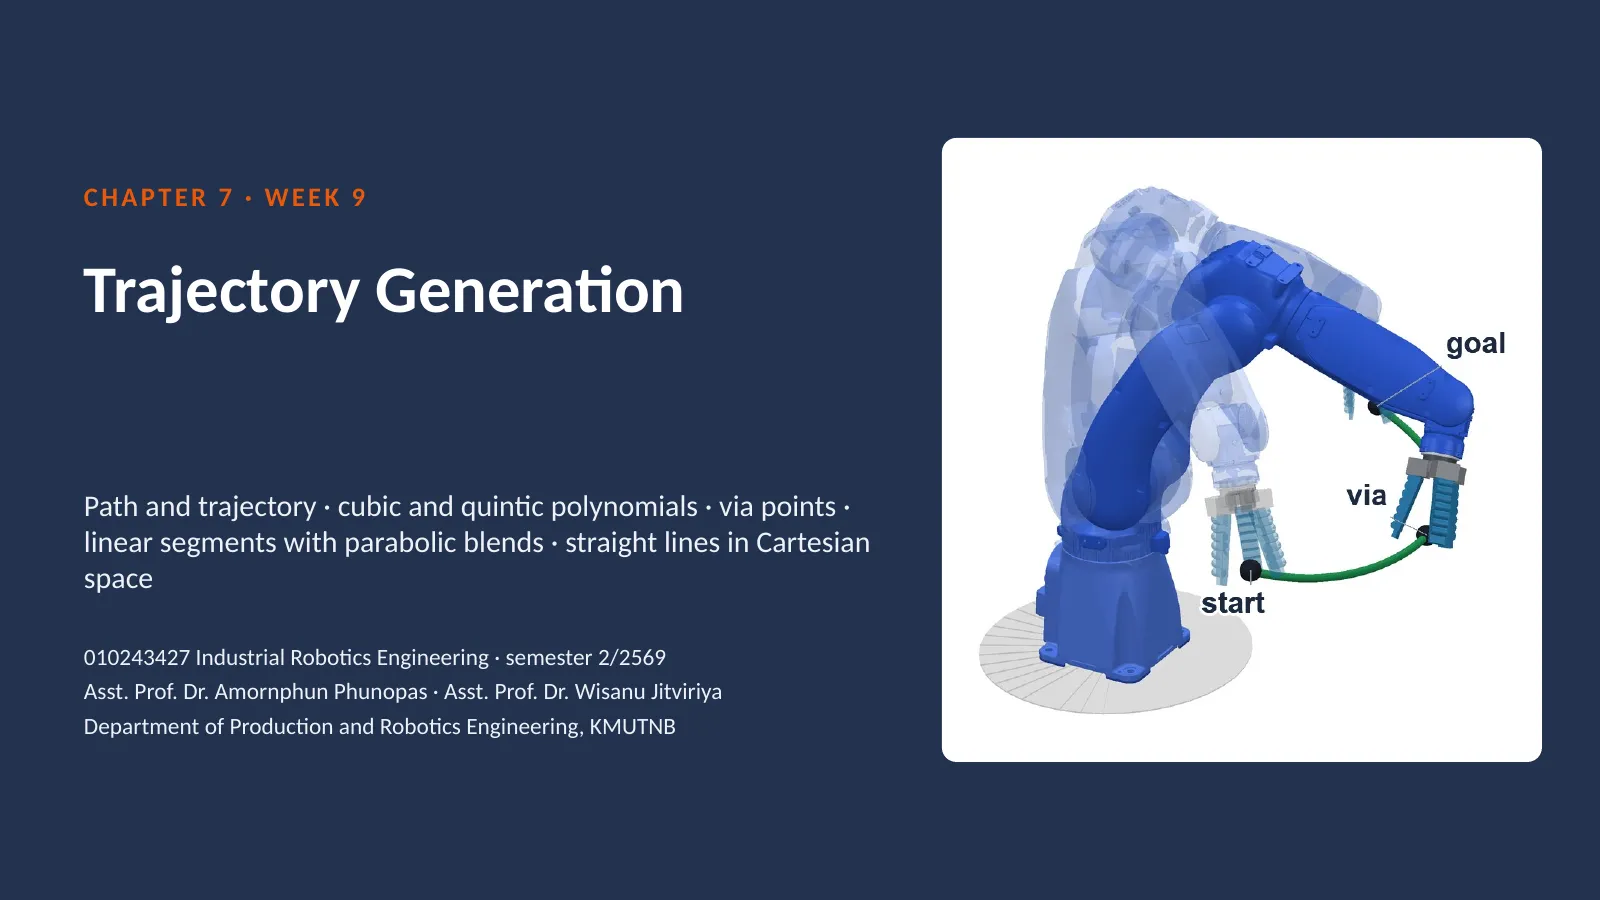 CHAPTER 7 · WEEK 9
Trajectory Generation
Path and trajectory · cubic and quintic polynomials · via points ·
linear segments with parabolic blends · straight lines in Cartesian
space
010243427 Industrial Robotics Engineering · semester 2/2569
Asst. Prof. Dr. Amornphun Phunopas · Asst. Prof. Dr. Wisanu Jitviriya
Department of Production and Robotics Engineering, KMUTNB
goal
via
start